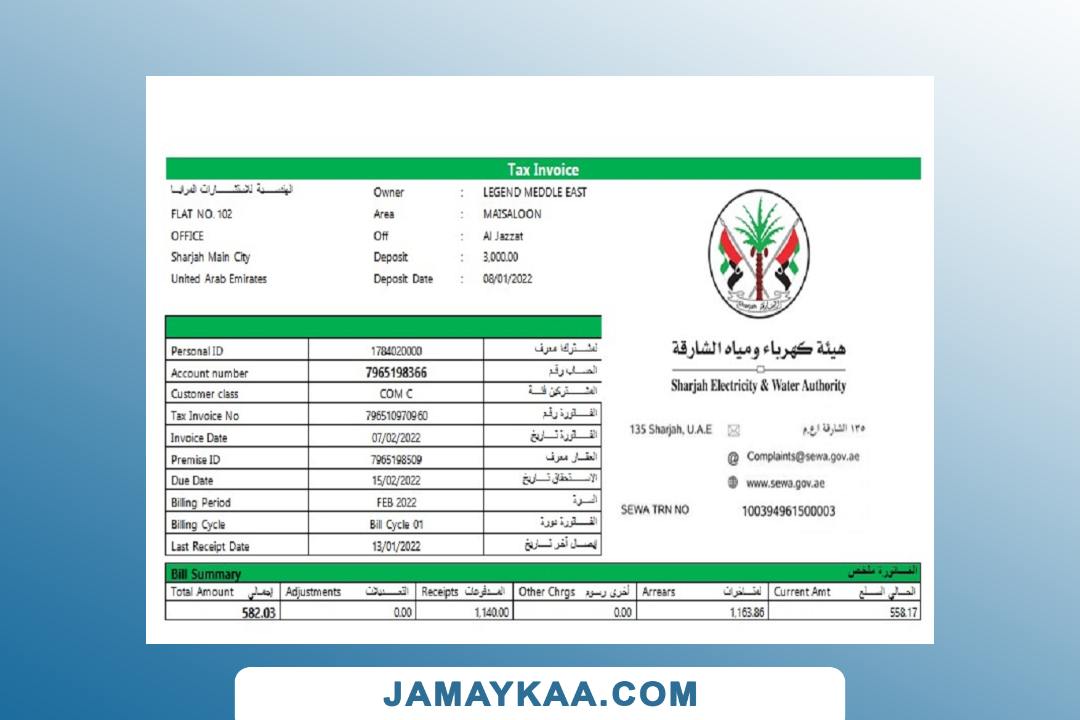 Tax Invoice
الهندسية للاستشارات المرايا
FLAT NO. 102
OFFICE
Sharjah Main City
United Arab Emirates
Owner : LEGEND MEDDLE EAST
Area : MAISALOON
Off : Al Jazzat
Deposit : 3,000.00
Deposit Date : 08/01/2022
هيئة كهرباء ومياه الشارقة
Sharjah Electricity & Water Authority
135 Sharjah, U.A.E
١٣٥ الشارقة ا.ع.م
Complaints@sewa.gov.ae
www.sewa.gov.ae
SEWA TRN NO 100394961500003
Personal ID 1784020000 لمشتركا معرف
Account number 7965198366 الحساب رقم
Customer class COM C المشتركين فئة
Tax Invoice No 796510970960 الفاتورة رقم
Invoice Date 07/02/2022 الفاتورة تاريخ
Premise ID 7965198509 العقار معرف
Due Date 15/02/2022 الاستحقاق تاريخ
Billing Period FEB 2022
Billing Cycle Bill Cycle 01 الفاتورة دورة
Last Receipt Date 13/01/2022 إيصال آخر تاريخ
Bill Summary الفاتورة ملخص
Total Amount إجمالي Adjustments Receipts المدفوعات Other Chrgs أخرى رسوم Arrears لمتاخرات Current Amt الحالي المبلغ
582.03 0.00 1,140.00 0.00 1,163.86 558.17
JAMAYKAA.COM